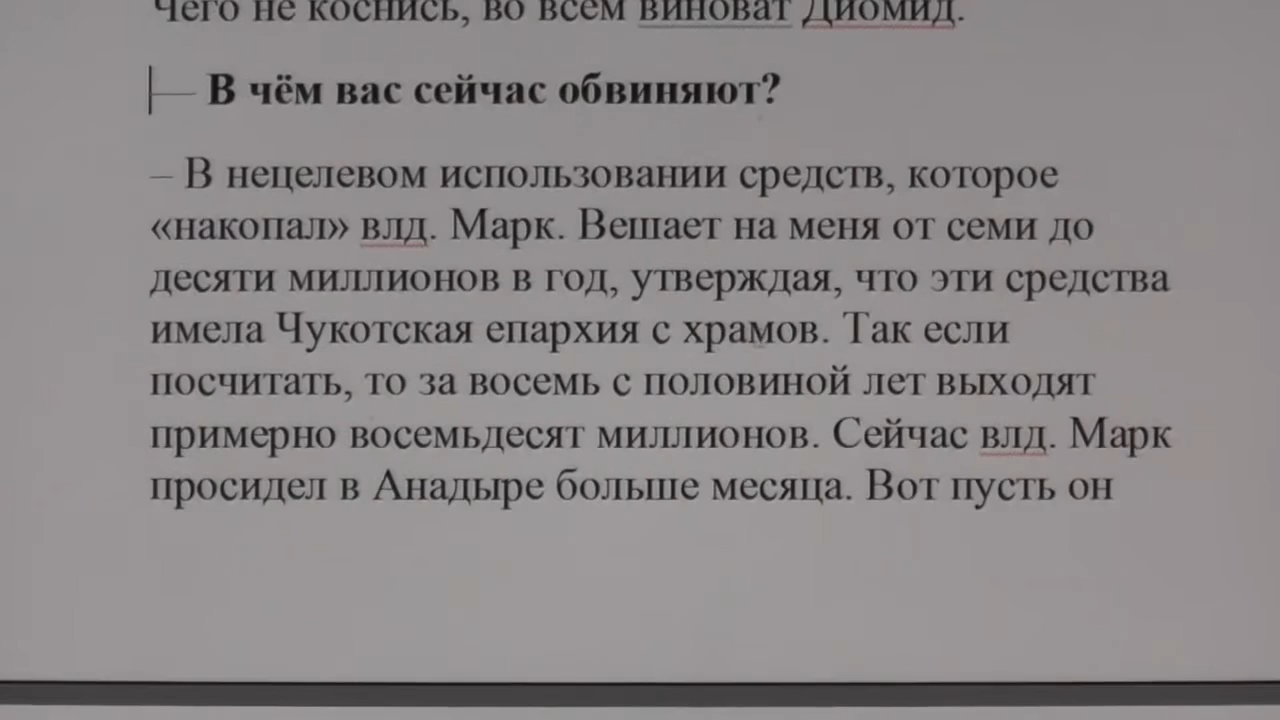 Чего не коснись, во всём виноват Диомид.
— В чём вас сейчас обвиняют?
– В нецелевом использовании средств, которое
«накопал» влд. Марк. Вешает на меня от семи до
десяти миллионов в год, утверждая, что эти средства
имела Чукотская епархия с храмов. Так если
посчитать, то за восемь с половиной лет выходят
примерно восемьдесят миллионов. Сейчас влд. Марк
просидел в Анадыре больше месяца. Вот пусть он